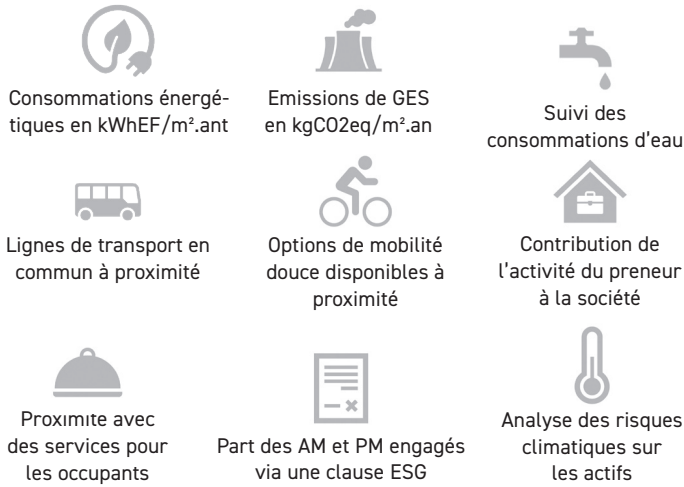 Consommations énergé-
tiques en kWhEF/m².ant
Emissions de GES
en kgCO2eq/m².an
Suivi des
consommations d'eau
Lignes de transport en
commun à proximité
Options de mobilité
douce disponibles à
proximité
Contribution de
l'activité du preneur
à la société
Proximite avec
des services pour
les occupants
Part des AM et PM engagés
via une clause ESG
Analyse des risques
climatiques sur
les actifs